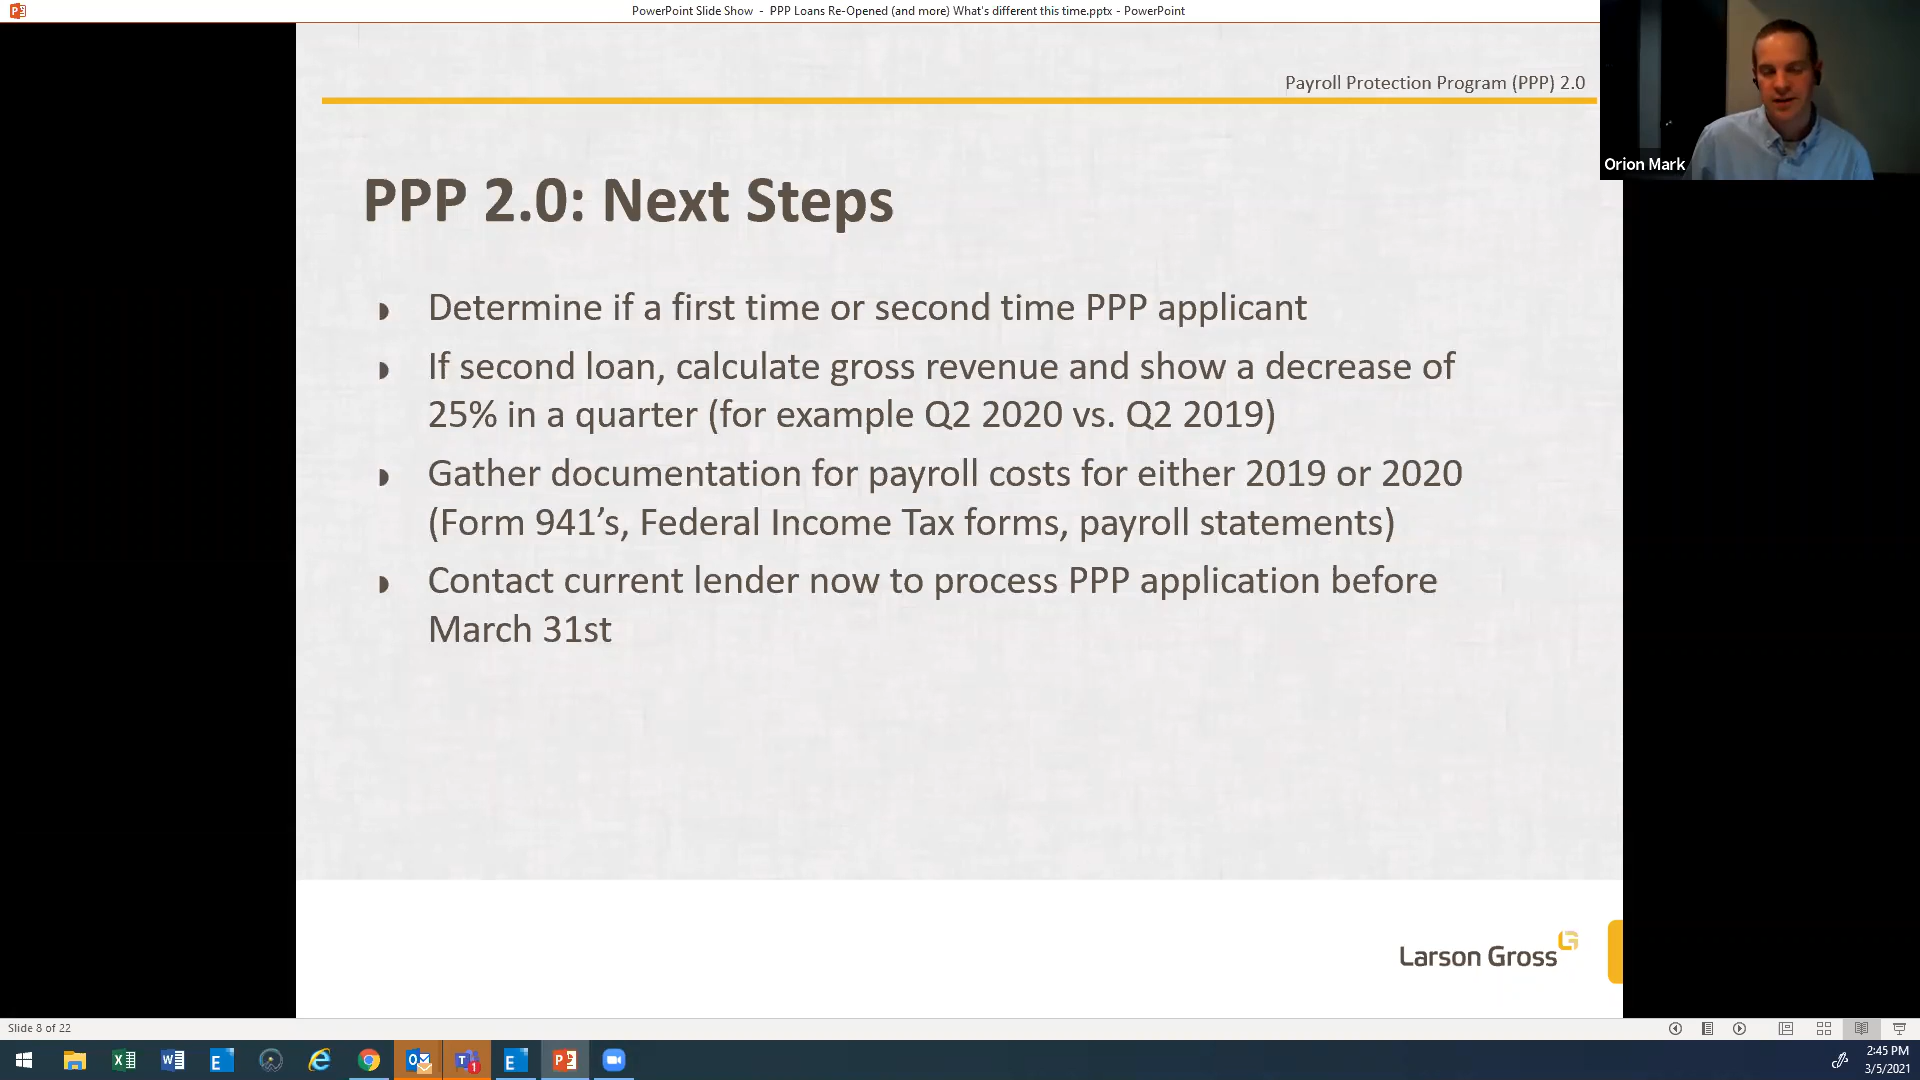 PowerPoint Slide Show - PPP Loans Re-Opened (and more) What's different this time.pptx - PowerPoint
Payroll Protection Program (PPP) 2.0
Orion Mark
PPP 2.0: Next Steps
Determine if a first time or second time PPP applicant
If second loan, calculate gross revenue and show a decrease of
25% in a quarter (for example Q2 2020 vs. Q2 2019)
Gather documentation for payroll costs for either 2019 or 2020
(Form 941’s, Federal Income Tax forms, payroll statements)
Contact current lender now to process PPP application before
March 31st
Larson Gross
Slide 8 of 22
2:45 PM
3/5/2021